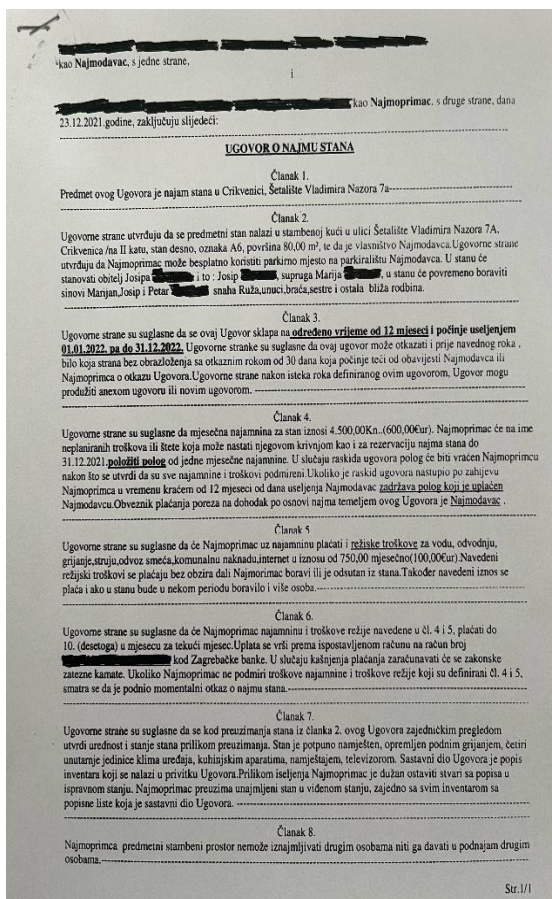 kao Najmodavac, s jedne strane,
i
kao Najmoprimac, s druge strane, dana
23.12.2021.godine, zaključuju slijedeći:
UGOVOR O NAJMU STANA
Članak 1.
Predmet ovog Ugovora je najam stana u Crikvenici, Šetalište Vladimira Nazora 7a
Članak 2.
Ugovorne strane utvrđuju da se predmetni stan nalazi u stambenoj kući u ulici Šetalište Vladimira Nazora 7A,
Crikvenica /na II katu, stan desno, oznaka A6, površina 80,00 m², te da je vlasništvo Najmodavca.Ugovorne strane
utvrđuju da Najmoprimac može besplatno koristiti parkirno mjesto na parkiralištu Najmodavca. U stanu će
stanovati obitelj Josipa i to : Josip , supruga Marija , u stanu će povremeno boraviti
sinovi Marijan,Josip i Petar snaha Ruža,unuci,braća,sestre i ostala bliža rodbina.
Članak 3.
Ugovorne strane su suglasne da se ovaj Ugovor sklapa na određeno vrijeme od 12 mjeseci i počinje useljenjem
01.01.2022. pa do 31.12.2022. Ugovorne stranke su suglasne da ovaj ugovor može otkazati i prije navednog roka ,
bilo koja strana bez obrazloženja sa otkaznim rokom od 30 dana koja počinje teći od obavijesti Najmodavca ili
Najmoprimca o otkazu Ugovora.Ugovorne strane nakon isteka roka definiranog ovim ugovorom, Ugovor mogu
produžiti anexom ugovoru ili novim ugovorom.
Članak 4.
Ugovorne strane su suglasne da mjesečna najamnina za stan iznosi 4.500,00Kn..(600,00€ur). Najmoprimac će na ime
neplaniranih troškova ili štete koja može nastati njegovom krivnjom kao i za rezervaciju najma stana do
31.12.2021.položiti polog od jedne mjesečne najamnine. U slučaju raskida ugovora polog će biti vraćen Najmoprimcu
nakon što se utvrdi da su sve najamnine i troškovi podmireni.Ukoliko je raskid ugovora nastupio po zahtjevu
Najmoprimca u vremenu kraćem od 12 mjeseci od dana useljenja Najmodavac zadržava polog koji je uplaćen
Najmodavcu.Obveznik plaćanja poreza na dohodak po osnovi najma temeljem ovog Ugovora je Najmodavac .
Članak 5
Ugovorne strane su suglasne da će Najmoprimac uz najamninu plaćati i režiske troškove za vodu, odvodnju,
grijanje,struju,odvoz smeća,komunalnu naknadu,internet u iznosu od 750,00 mjesečno(100,00€ur).Navedeni
režijski troškovi se plaćaju bez obzira dali Najmorimac boravi ili je odsutan iz stana.Također navedeni iznos se
plaća i ako u stanu bude u nekom periodu boravilo i više osoba.
Članak 6.
Ugovorne strane su suglasne da će Najmoprimac najamninu i troškove režije navedene u čl. 4 i 5, plaćati do
10. (desetoga) u mjesecu za tekući mjesec.Uplata se vrši prema ispostavljenom računu na račun broj
kod Zagrebačke banke. U slučaju kašnjenja plaćanja zaračunavati će se zakonske
zatezne kamate. Ukoliko Najmoprimac ne podmiri troškove najamnine i troškove režije koji su definirani čl. 4 i 5,
smatra se da je podnio momentalni otkaz o najmu stana.
Članak 7.
Ugovorne strane su suglasne da se kod preuzimanja stana iz članka 2. ovog Ugovora zajedničkim pregledom
utvrdi urednost i stanje stana prilikom preuzimanja. Stan je potpuno namješten, opremljen podnim grijanjem, četiri
unutarnje jedinice klima uređaja, kuhinjskim aparatima, namještajem, televizorom. Sastavni dio Ugovora je popis
inventara koji se nalazi u privitku Ugovora.Prilikom iseljenja Najmoprimac je dužan ostaviti stvari sa popisa u
ispravnom stanju. Najmoprimac preuzima unajmljeni stan u viđenom stanju, zajedno sa svim inventarom sa
popisne liste koja je sastavni dio Ugovora.
Članak 8.
Najmoprimca predmetni stambeni prostor nemože iznajmljivati drugim osobama niti ga davati u podnajam drugim
osobama.
Str.1/1